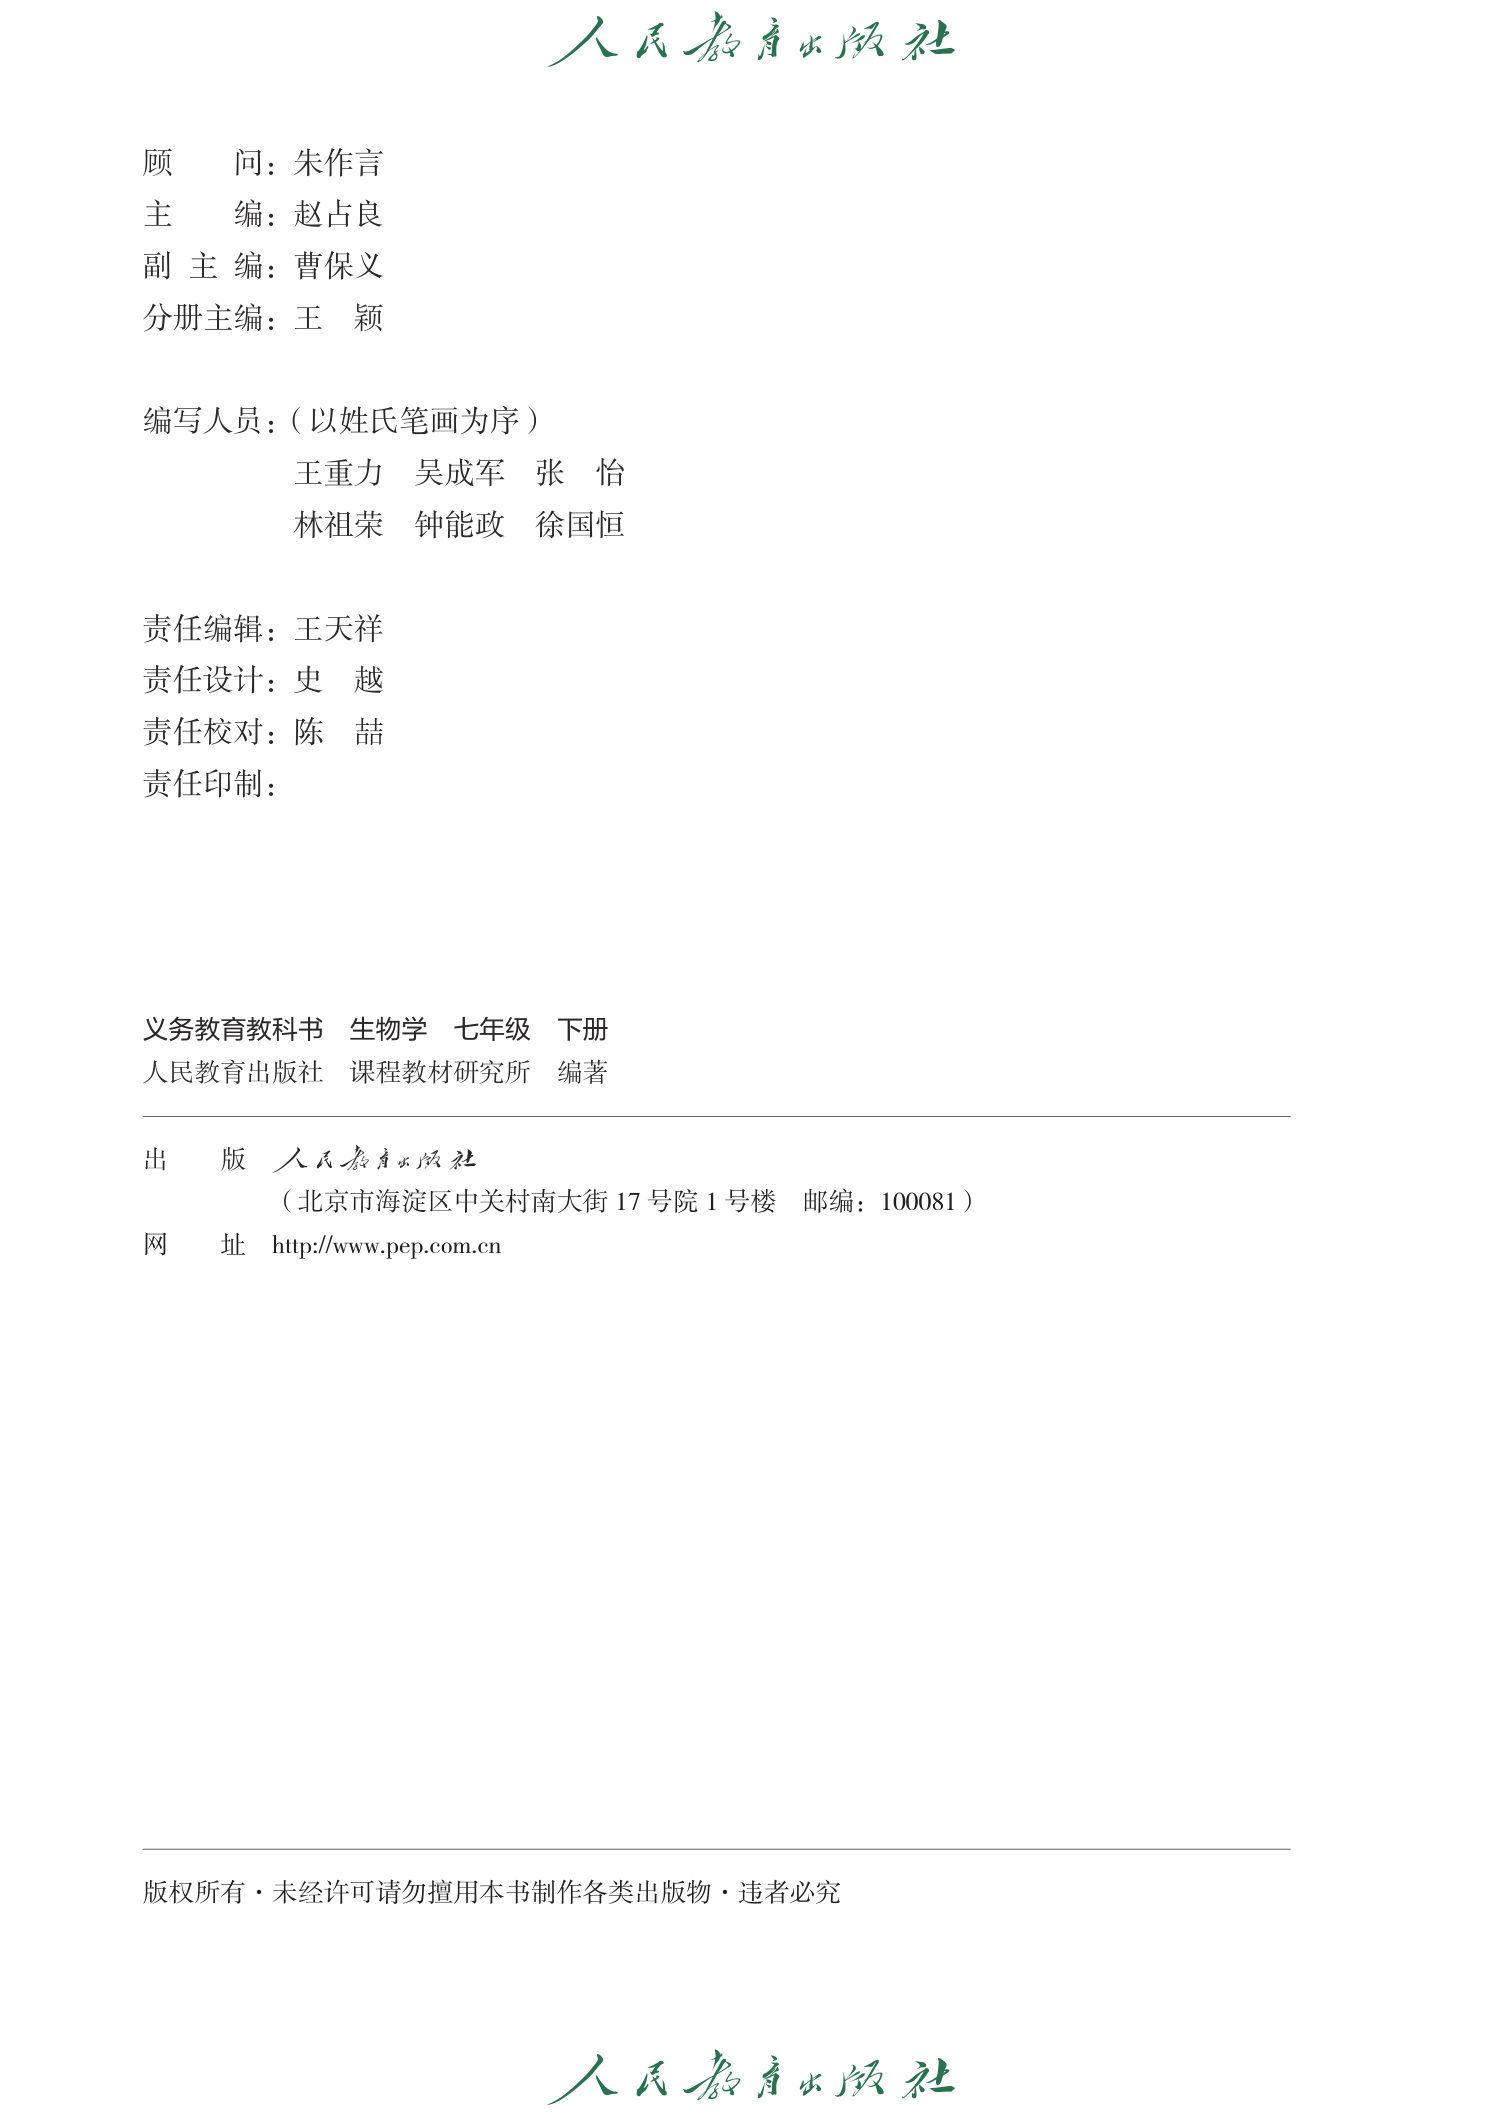 人民教育出版社
顾　　问：朱作言
主　　编：赵占良
副 主 编：曹保义
分册主编：王　颖
编写人员：（以姓氏笔画为序）
王重力　吴成军　张　怡
林祖荣　钟能政　徐国恒
责任编辑：王天祥
责任设计：史　越
责任校对：陈　喆
责任印制：
义务教育教科书　生物学　七年级　下册
人民教育出版社　课程教材研究所　编著
出　　版　人民教育出版社
（北京市海淀区中关村南大街 17 号院 1 号楼　邮编：100081）
网　　址　http://www.pep.com.cn
版权所有·未经许可请勿擅用本书制作各类出版物·违者必究
人民教育出版社